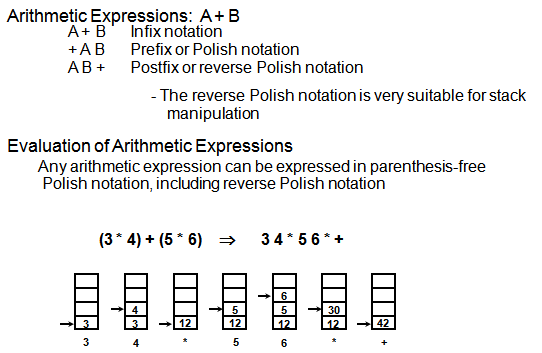 Arithmetic Expressions: A + B
A + B Infix notation
+ A B Prefix or Polish notation
A B + Postfix or reverse Polish notation
- The reverse Polish notation is very suitable for stack
manipulation
Evaluation of Arithmetic Expressions
Any arithmetic expression can be expressed in parenthesis-free
Polish notation, including reverse Polish notation
(3 * 4) + (5 * 6) ⇒ 3 4 * 5 6 * +
6
4 5 5 30
3 3 12 12 12 12 42
3 4 * 5 6 * +